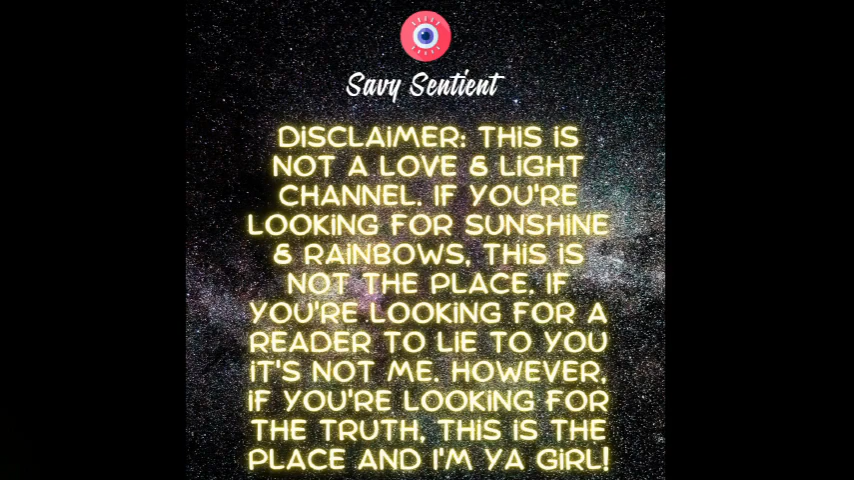 Savy Sentient
DISCLAIMER: THIS IS
NOT A LOVE & LIGHT
CHANNEL. IF YOU'RE
LOOKING FOR SUNSHINE
& RAINBOWS, THIS IS
NOT THE PLACE. IF
YOU'RE LOOKING FOR A
READER TO LIE TO YOU
IT'S NOT ME. HOWEVER,
IF YOU'RE LOOKING FOR
THE TRUTH, THIS IS THE
PLACE AND I'M YA GIRL!